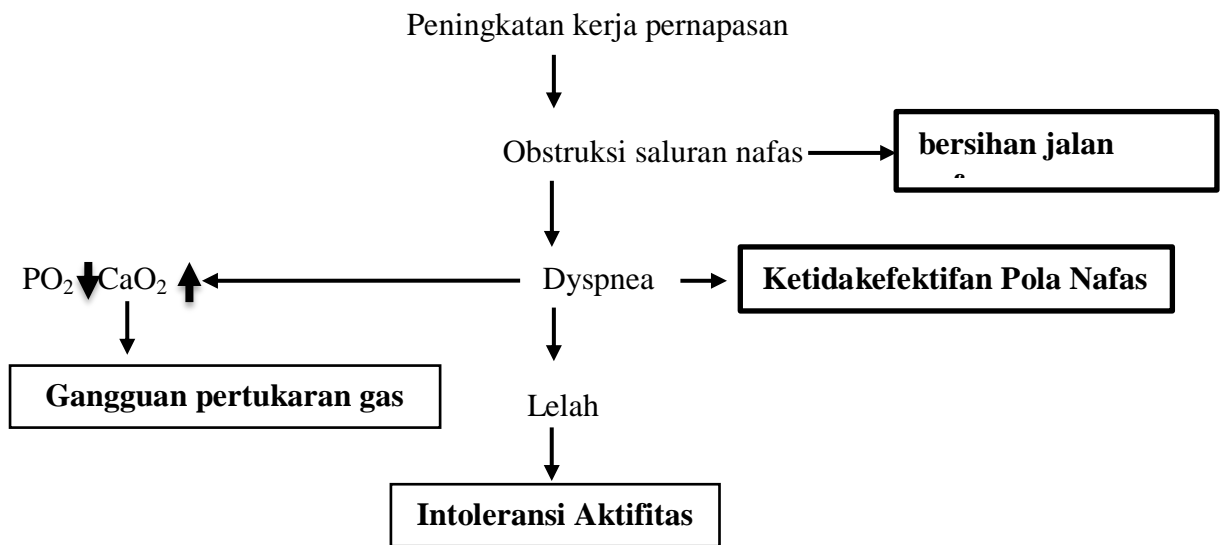 Peningkatan kerja pernapasan
Obstruksi saluran nafas
bersihan jalan
PO₂ CaO₂
Dyspnea
Ketidakefektifan Pola Nafas
Gangguan pertukaran gas
Lelah
Intoleransi Aktifitas